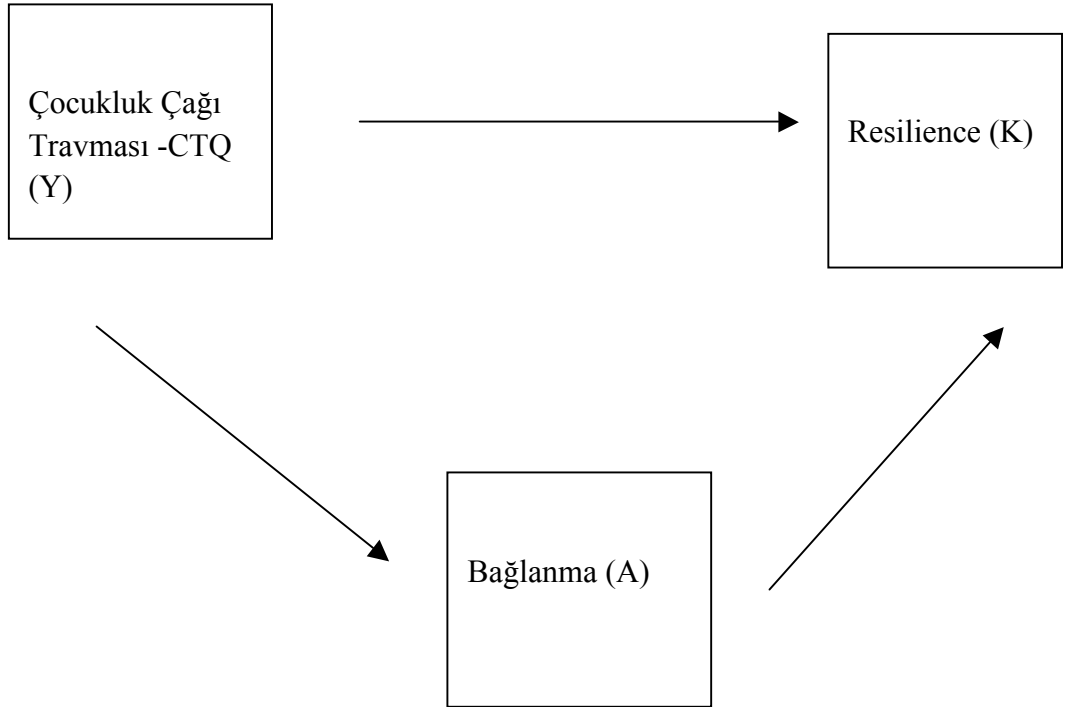 Çocukluk Çağı
Travması -CTQ
(Y)
Resilience (K)
Bağlanma (A)